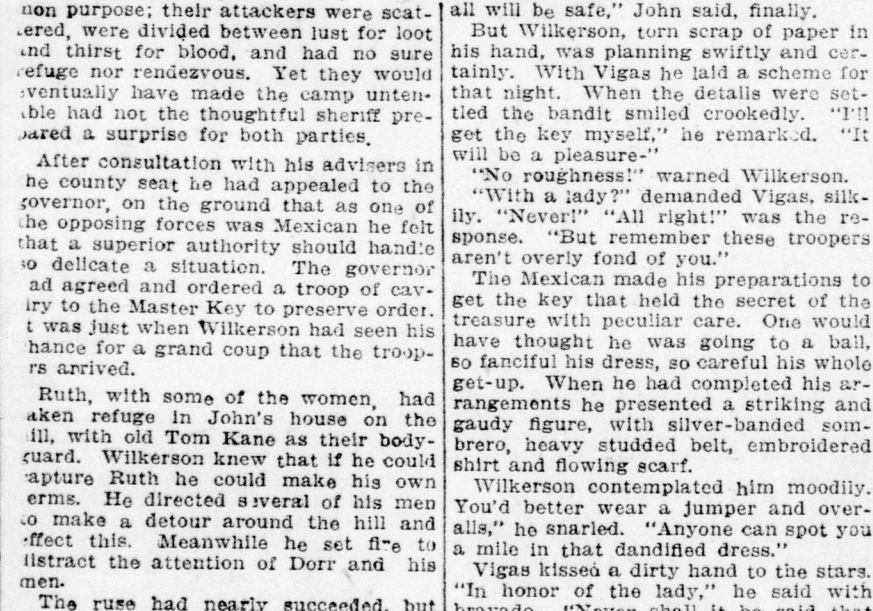 non purpose; their attackers were scat-
ered, were divided between lust for loot
nd thirst for blood, and had no sure
refuge nor rendezvous. Yet they would
eventually have made the camp unten-
ble had not the thoughtful sheriff pre-
pared a surprise for both parties.
After consultation with his advisers in
he county seat he had appealed to the
governor, on the ground that as one of
the opposing forces was Mexican he felt
that a superior authority should handle
so delicate a situation. The governor
ad agreed and ordered a troop of cav-
lry to the Master Key to preserve order.
t was just when Wilkerson had seen his
hance for a grand coup that the troop-
rs arrived.
Ruth, with some of the women, had
aken refuge in John's house on the
ill, with old Tom Kane as their body-
guard. Wilkerson knew that if he could
capture Ruth he could make his own
erms. He directed several of his men
to make a detour around the hill and
effect this. Meanwhile he set fire to
distract the attention of Dorr and his
men.
The ruse had nearly succeeded, but
all will be safe," John said, finally.
But Wilkerson, torn scrap of paper in
his hand, was planning swiftly and cer-
tainly. With Vigas he laid a scheme for
that night. When the details were set-
tled the bandit smiled crookedly. "I'll
get the key myself," he remarked. "It
will be a pleasure-"
"No roughness!" warned Wilkerson.
"With a lady?" demanded Vigas, silk-
ily. "Never!" "All right!" was the re-
sponse. "But remember these troopers
aren't overly fond of you."
The Mexican made his preparations to
get the key that held the secret of the
treasure with peculiar care. One would
have thought he was going to a ball,
so fanciful his dress, so careful his whole
get-up. When he had completed his ar-
rangements he presented a striking and
gaudy figure, with silver-banded som-
brero, heavy studded belt, embroidered
shirt and flowing scarf.
Wilkerson contemplated him moodily.
You'd better wear a jumper and over-
alls," he snarled. "Anyone can spot you
a mile in that dandified dress."
Vigas kissed a dirty hand to the stars.
"In honor of the lady," he said with
bravado. "Never shall it be said that